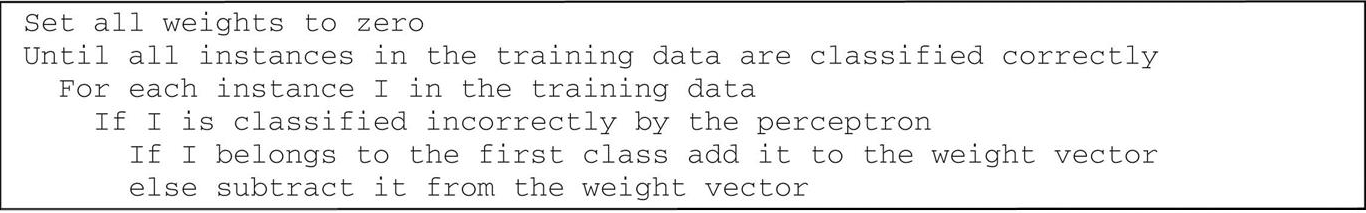 Set all weights to zero
Until all instances in the training data are classified correctly
For each instance I in the training data
If I is classified incorrectly by the perceptron
If I belongs to the first class add it to the weight vector
else subtract it from the weight vector